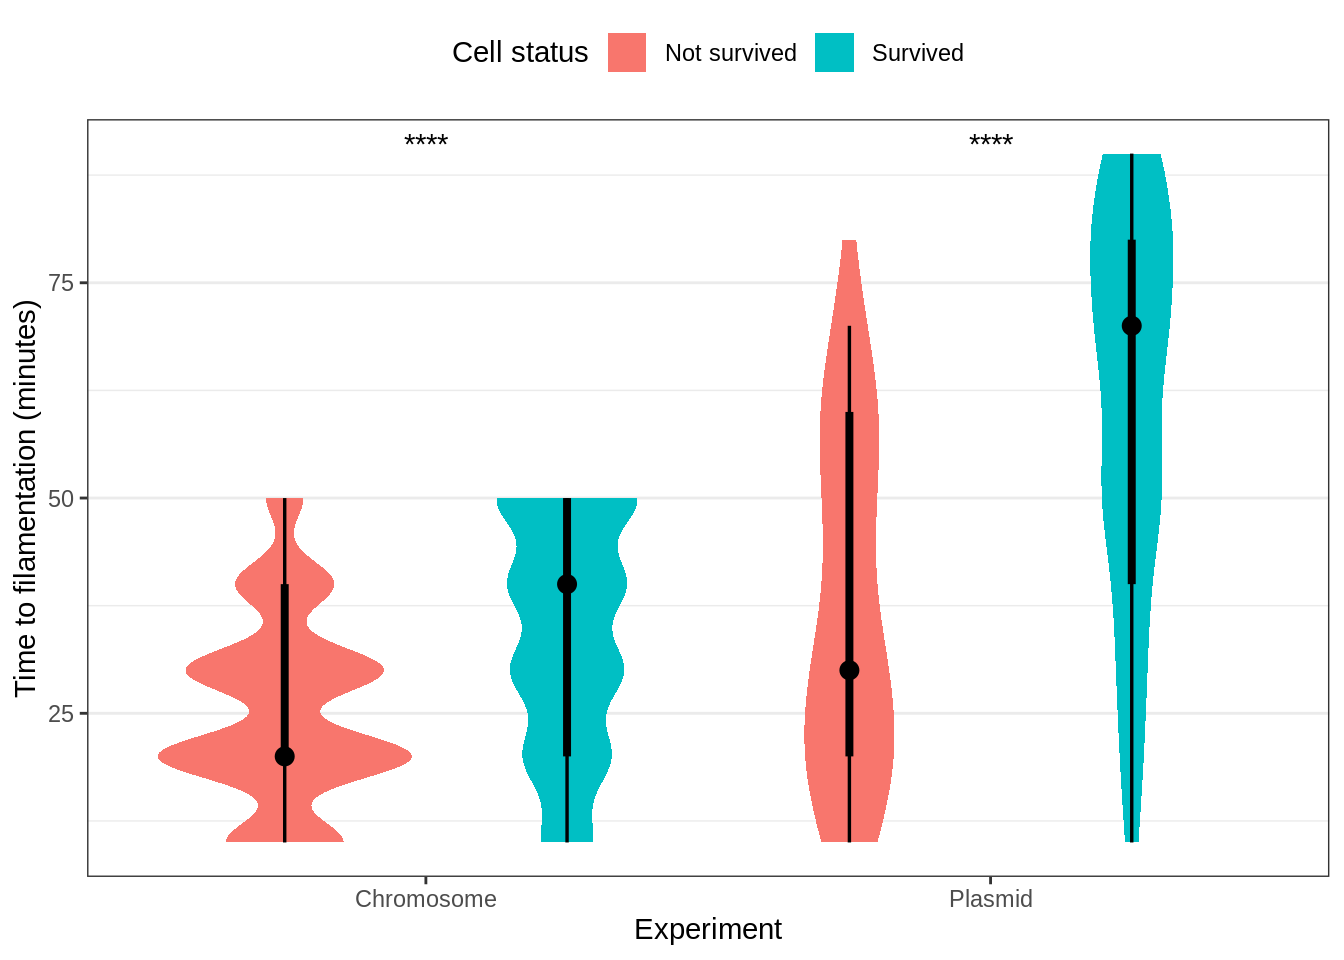 Cell status Not survived Survived
**** ****
75
50
25
Time to filamentation (minutes)
Chromosome Plasmid
Experiment